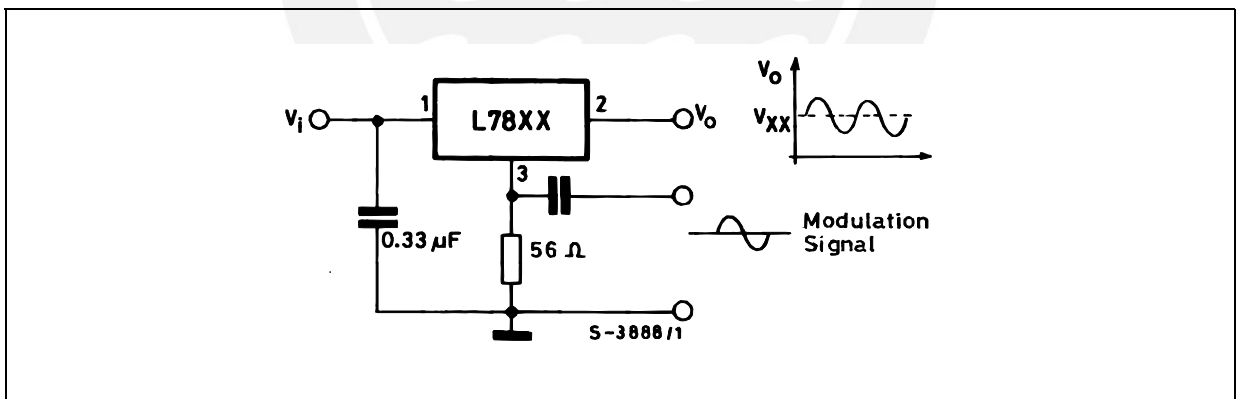 Vi
1
L78XX
2
Vo
3
0.33 µF
56 Ω
S-3888/1
Vo
VXX
Modulation
Signal